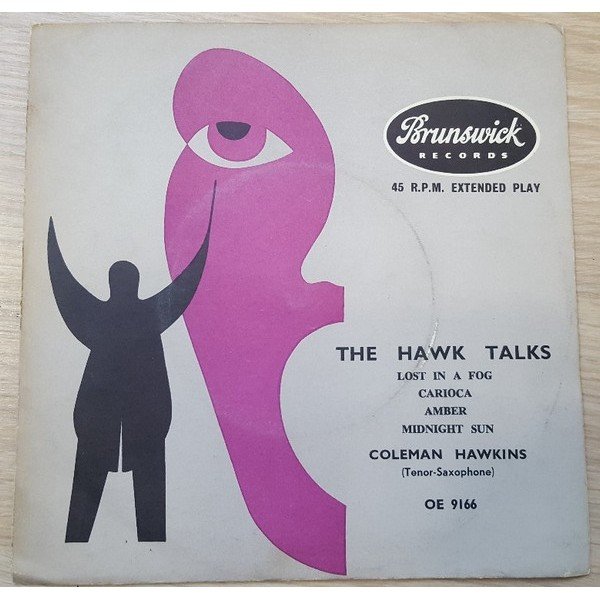 Brunswick
RECORDS
45 R.P.M. EXTENDED PLAY
THE HAWK TALKS
LOST IN A FOG
CARIOCA
AMBER
MIDNIGHT SUN
COLEMAN HAWKINS
(Tenor-Saxophone)
OE 9166